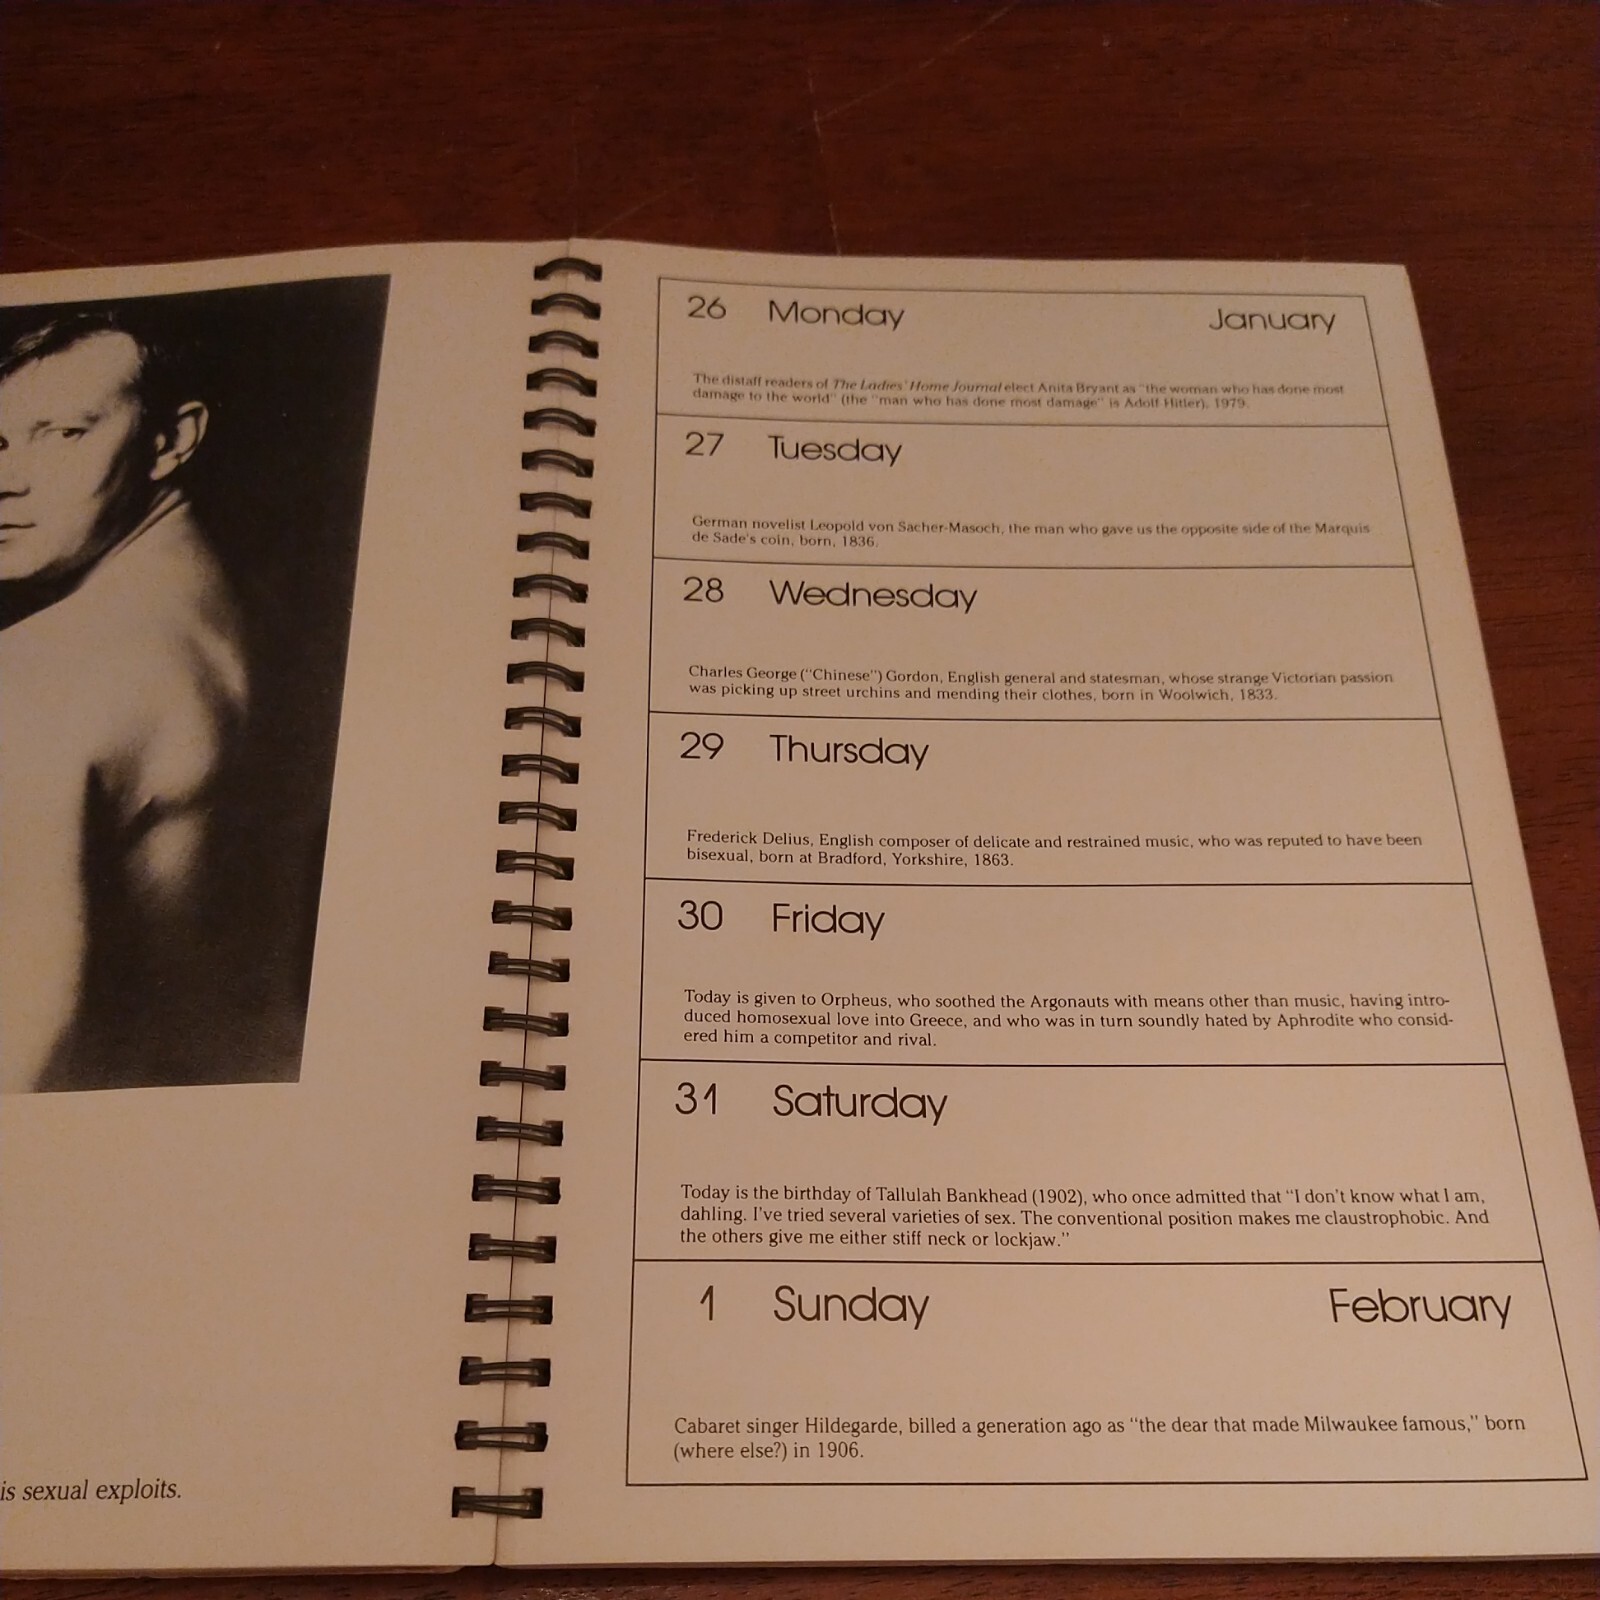 is sexual exploits.
26 Monday January
The distaff readers of The Ladies' Home Journal elect Anita Bryant as "the woman who has done most
damage to the world" (the "man who has done most damage" is Adolf Hitler), 1979.
27 Tuesday
German novelist Leopold von Sacher-Masoch, the man who gave us the opposite side of the Marquis
de Sade's coin, born, 1836.
28 Wednesday
Charles George ("Chinese") Gordon, English general and statesman, whose strange Victorian passion
was picking up street urchins and mending their clothes, born in Woolwich, 1833.
29 Thursday
Frederick Delius, English composer of delicate and restrained music, who was reputed to have been
bisexual, born at Bradford, Yorkshire, 1863.
30 Friday
Today is given to Orpheus, who soothed the Argonauts with means other than music, having intro-
duced homosexual love into Greece, and who was in turn soundly hated by Aphrodite who consid-
ered him a competitor and rival.
31 Saturday
Today is the birthday of Tallulah Bankhead (1902), who once admitted that "I don't know what I am,
dahling. I've tried several varieties of sex. The conventional position makes me claustrophobic. And
the others give me either stiff neck or lockjaw."
1 Sunday February
Cabaret singer Hildegarde, billed a generation ago as "the dear that made Milwaukee famous," born
(where else?) in 1906.